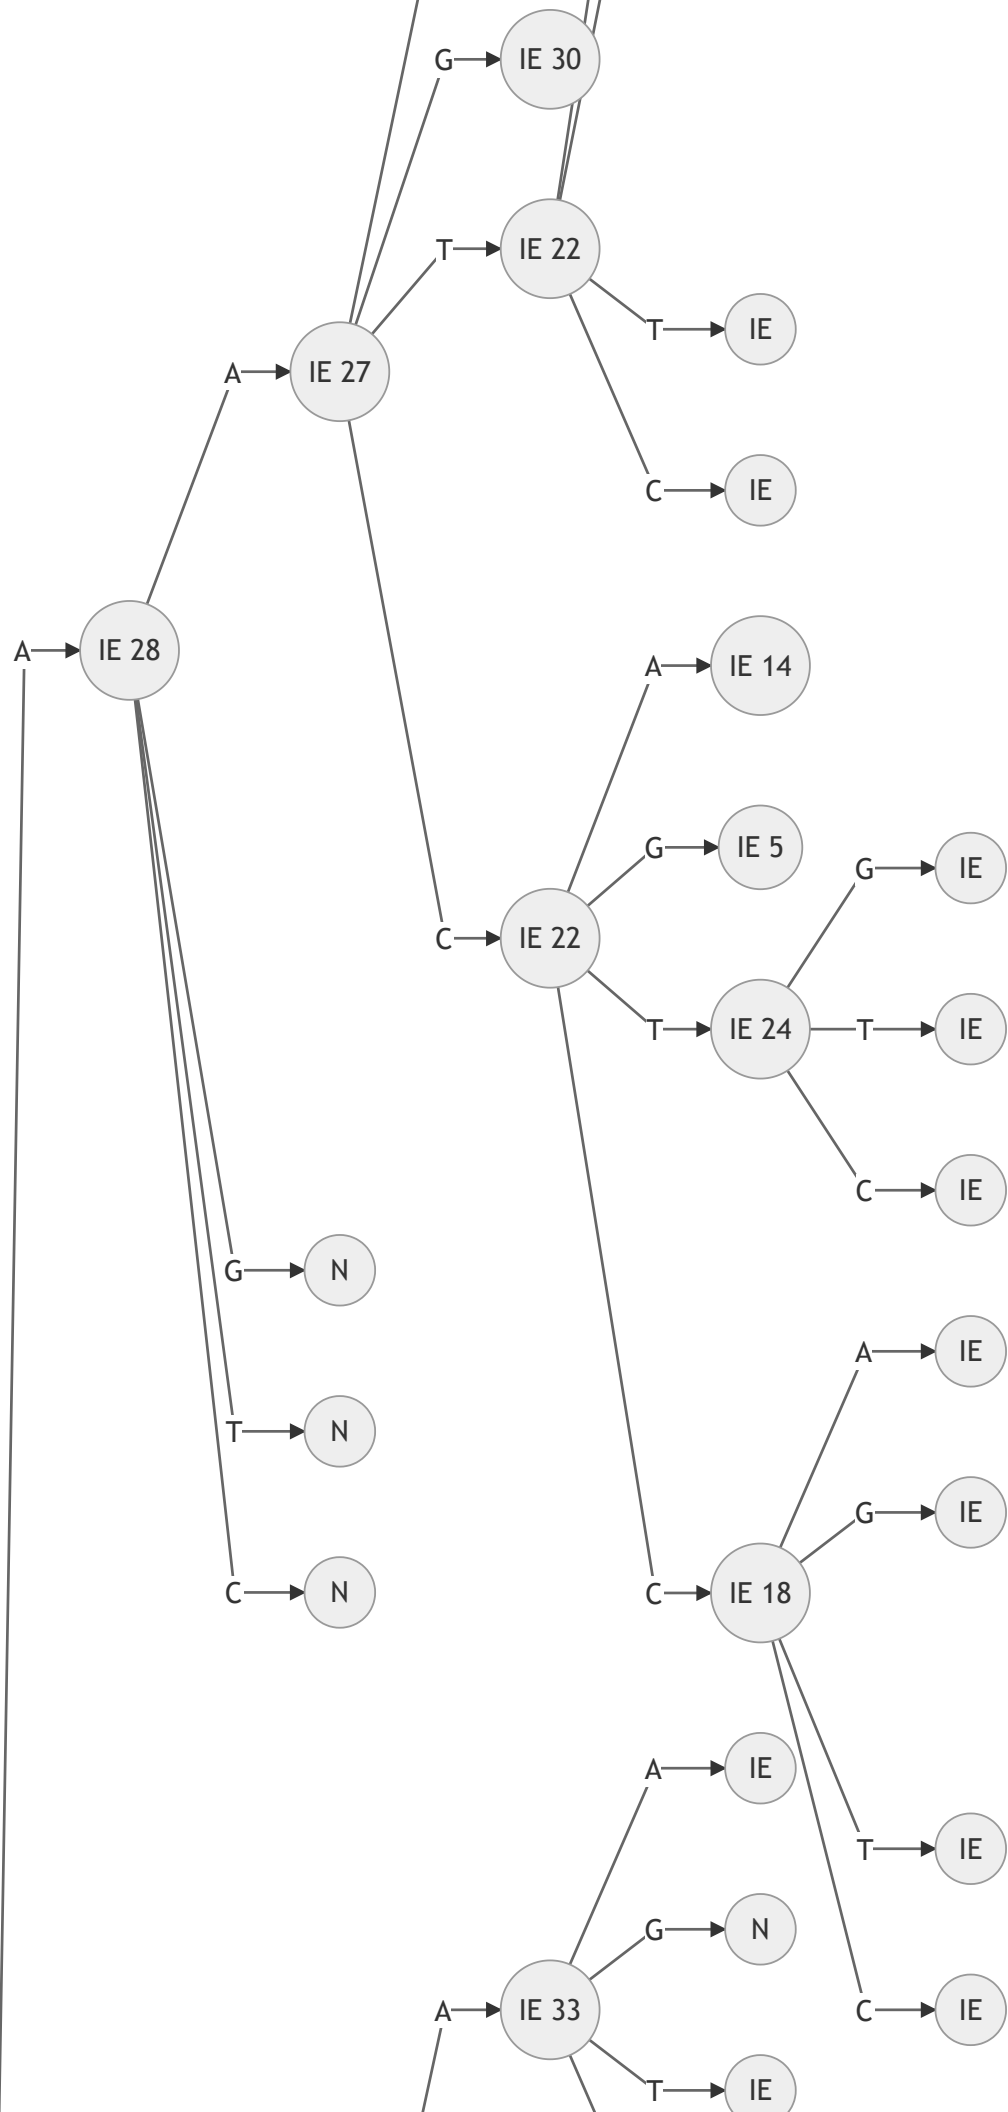 G IE 30
T IE 22
T IE
A IE 27
C IE
A IE 28
A IE 14
G IE 5
G IE
C IE 22
T IE 24 T IE
C IE
G N
A IE
T N
G IE
C N
C IE 18
A IE
T IE
G N
A IE 33
C IE
T IE